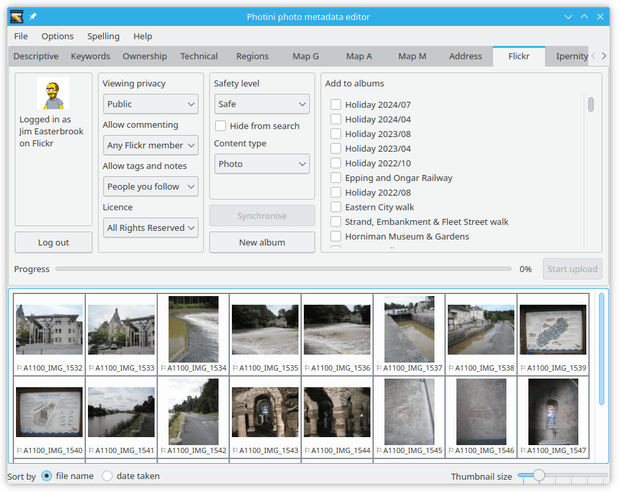 Photini photo metadata editor
File Options Spelling Help
Descriptive Keywords Ownership Technical Regions Map G Map A Map M Address Flickr Ipernity
Logged in as
Jim Easterbrook
on Flickr
Log out
Viewing privacy
Public
Allow commenting
Any Flickr member
Allow tags and notes
People you follow
Licence
All Rights Reserved
Safety level
Safe
Hide from search
Content type
Photo
Synchronise
New album
Add to albums
Holiday 2024/07
Holiday 2024/04
Holiday 2023/08
Holiday 2023/04
Holiday 2022/10
Epping and Ongar Railway
Holiday 2022/08
Eastern City walk
Strand, Embankment & Fleet Street walk
Horniman Museum & Gardens
Progress 0% Start upload
A1100_IMG_1532 A1100_IMG_1533 A1100_IMG_1534 A1100_IMG_1535 A1100_IMG_1536 A1100_IMG_1537 A1100_IMG_1538 A1100_IMG_1539
A1100_IMG_1540 A1100_IMG_1541 A1100_IMG_1542 A1100_IMG_1543 A1100_IMG_1544 A1100_IMG_1545 A1100_IMG_1546 A1100_IMG_1547
Sort by file name date taken Thumbnail size